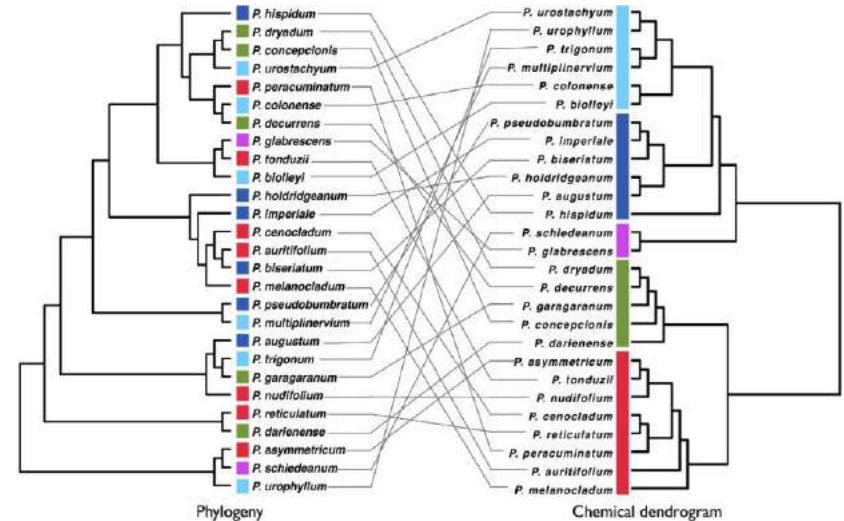 P. hispidum
P. dryadum
P. concepcionis
P. urostachyum
P. peracuminatum
P. colonense
P. decurrens
P. glabrescens
P. tonduzii
P. biolleyi
P. holdridgeanum
P. imperiale
P. cenocladum
P. auritifolium
P. biseriatum
P. melanocladum
P. pseudobumbratum
P. multiplinervium
P. augustum
P. trigonum
P. garagaranum
P. nudifolium
P. reticulatum
P. darienense
P. asymmetricum
P. schiedeanum
P. urophyllum
Phylogeny
P. urostachyum
P. urophyllum
P. trigonum
P. multiplinervium
P. colonense
P. biolleyi
P. pseudobumbratum
P. imperiale
P. biseriatum
P. holdridgeanum
P. augustum
P. hispidum
P. schiedeanum
P. glabrescens
P. dryadum
P. decurrens
P. garagaranum
P. concepcionis
P. darienense
P. asymmetricum
P. tonduzii
P. nudifolium
P. cenocladum
P. reticulatum
P. peracuminatum
P. auritifolium
P. melanocladum
Chemical dendrogram